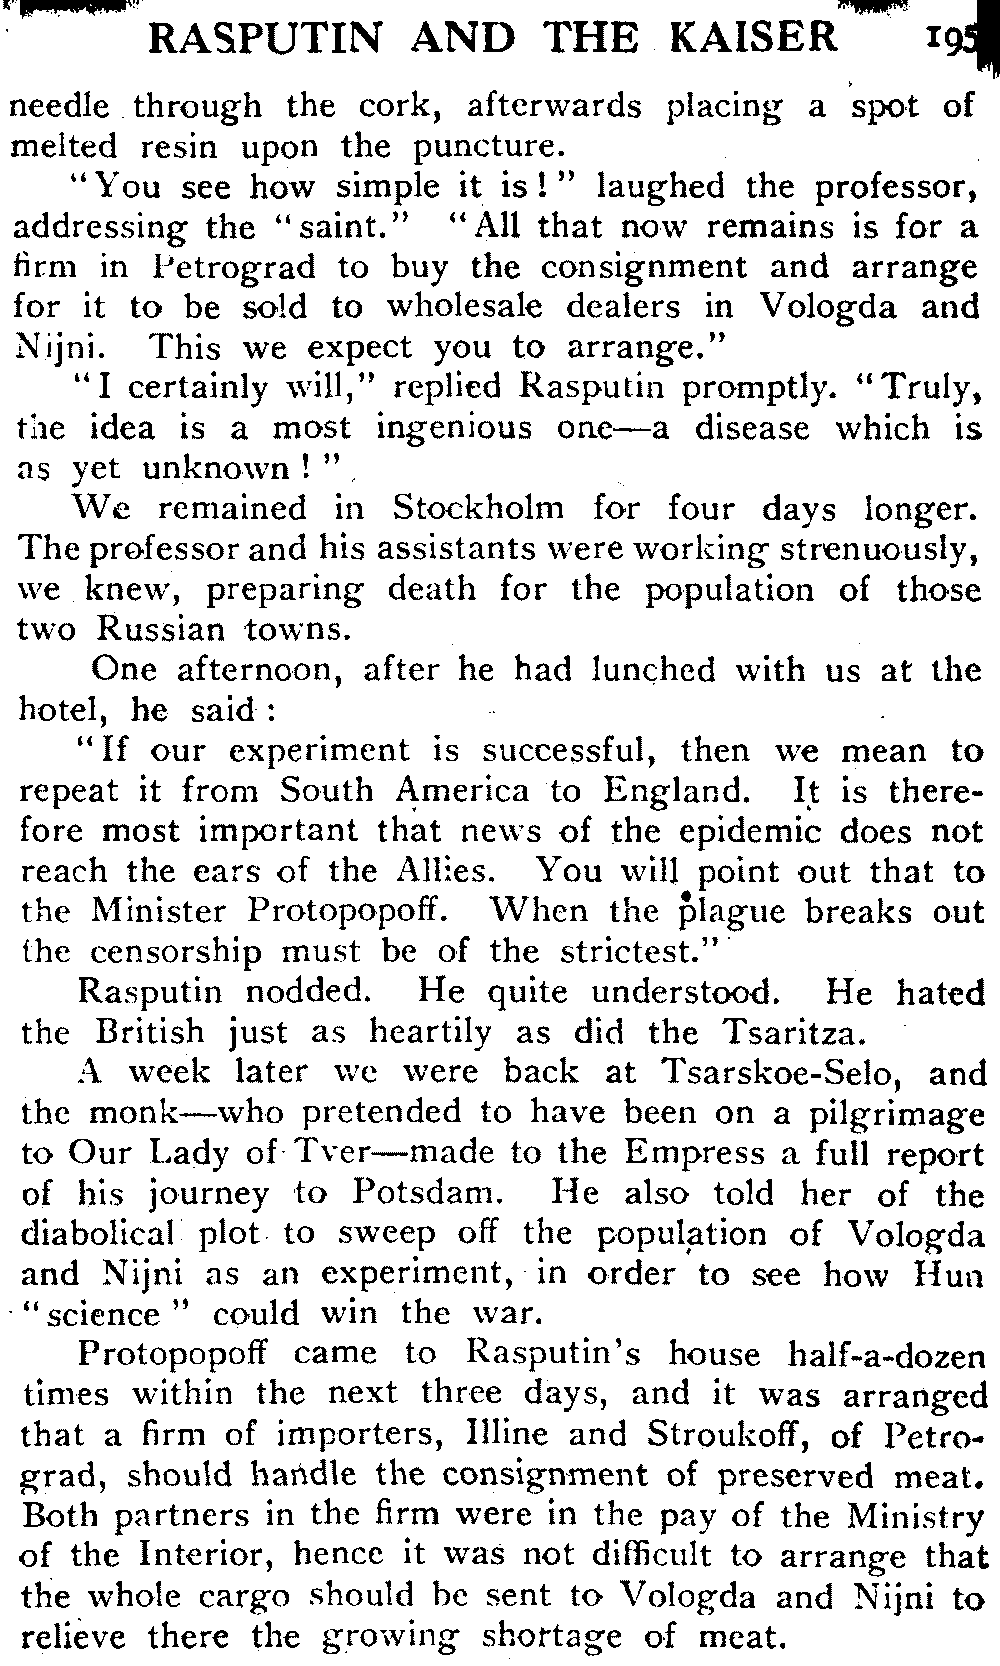 RASPUTIN AND THE KAISER 195
needle through the cork, afterwards placing a spot of
melted resin upon the puncture.
"You see how simple it is!" laughed the professor,
addressing the "saint." "All that now remains is for a
firm in Petrograd to buy the consignment and arrange
for it to be sold to wholesale dealers in Vologda and
Nijni. This we expect you to arrange."
"I certainly will," replied Rasputin promptly. "Truly,
the idea is a most ingenious one—a disease which is
as yet unknown!"
We remained in Stockholm for four days longer.
The professor and his assistants were working strenuously,
we knew, preparing death for the population of those
two Russian towns.
One afternoon, after he had lunched with us at the
hotel, he said:
"If our experiment is successful, then we mean to
repeat it from South America to England. It is there-
fore most important that news of the epidemic does not
reach the ears of the Allies. You will point out that to
the Minister Protopopoff. When the plague breaks out
the censorship must be of the strictest."
Rasputin nodded. He quite understood. He hated
the British just as heartily as did the Tsaritza.
A week later we were back at Tsarskoe-Selo, and
the monk—who pretended to have been on a pilgrimage
to Our Lady of Tver—made to the Empress a full report
of his journey to Potsdam. He also told her of the
diabolical plot to sweep off the population of Vologda
and Nijni as an experiment, in order to see how Hun
"science" could win the war.
Protopopoff came to Rasputin's house half-a-dozen
times within the next three days, and it was arranged
that a firm of importers, Illine and Stroukoff, of Petro-
grad, should handle the consignment of preserved meat.
Both partners in the firm were in the pay of the Ministry
of the Interior, hence it was not difficult to arrange that
the whole cargo should be sent to Vologda and Nijni to
relieve there the growing shortage of meat.